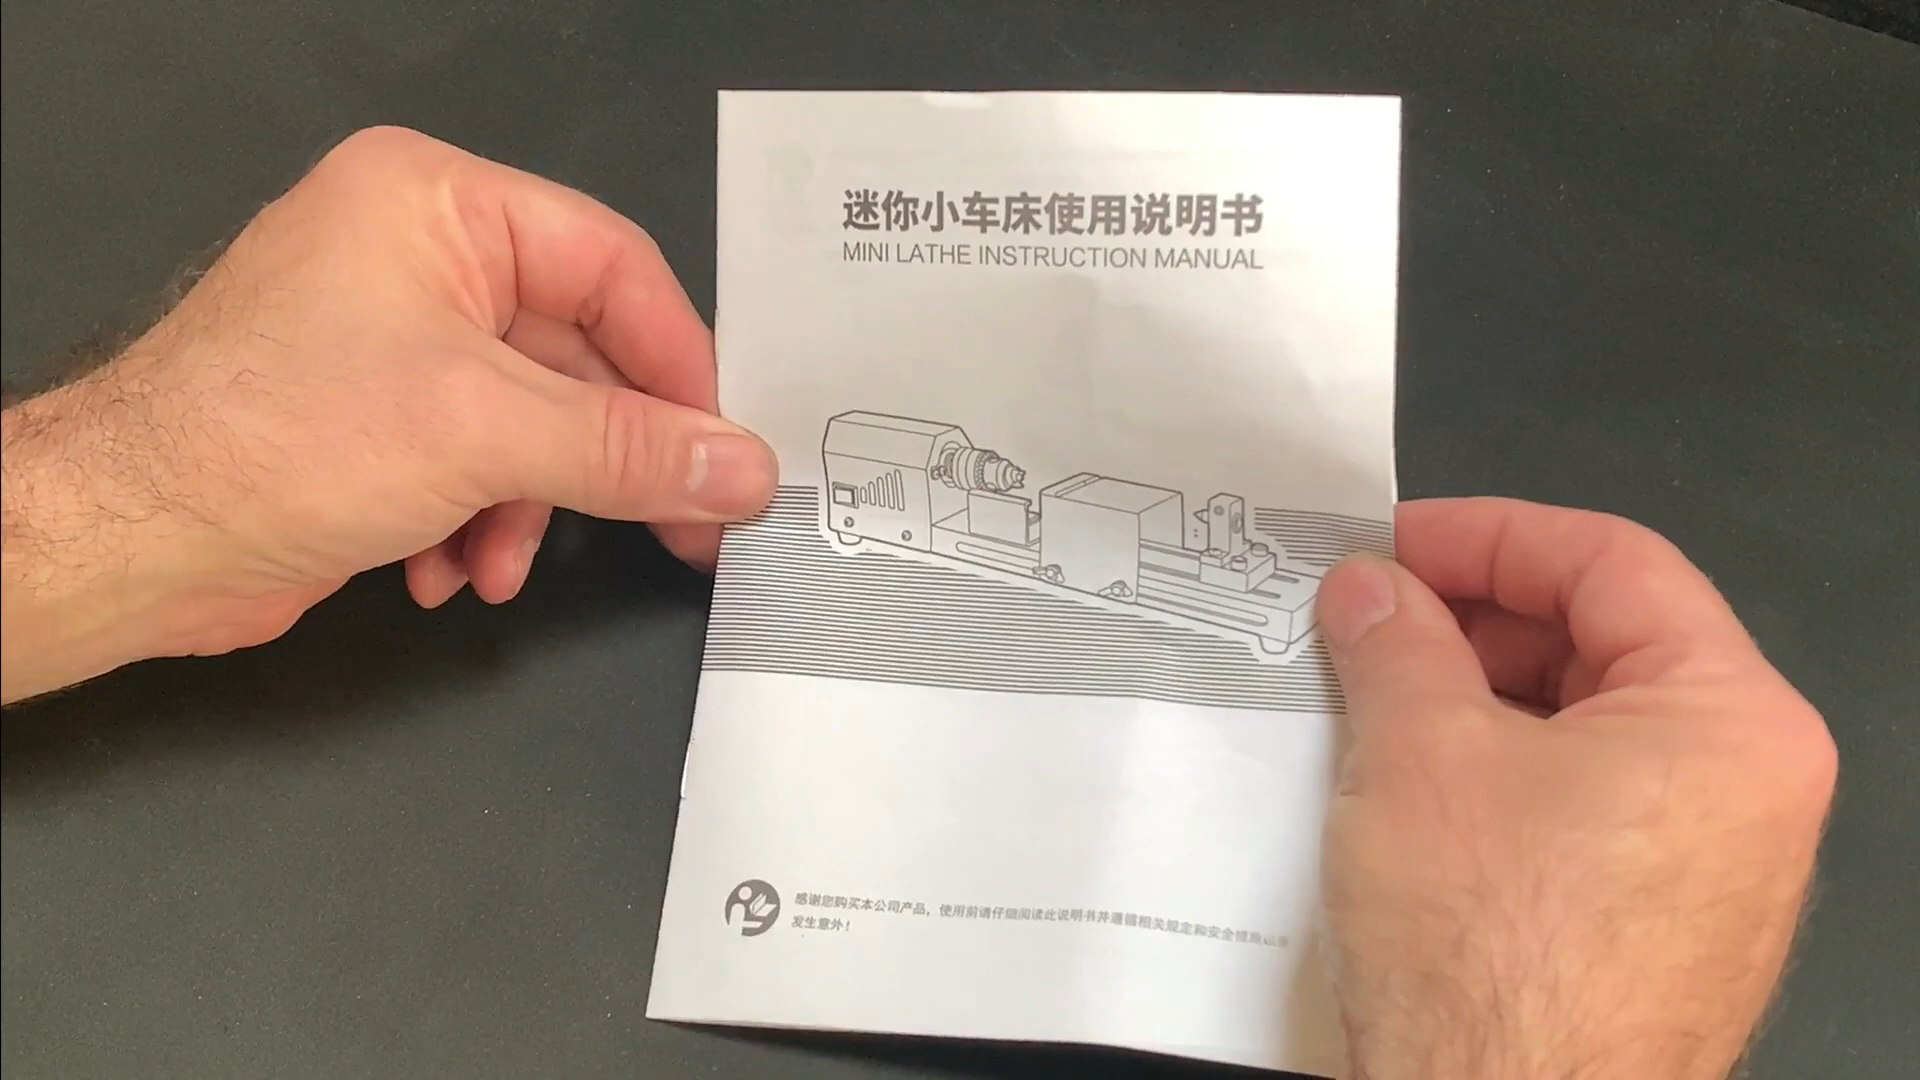 迷你小车床使用说明书
MINI LATHE INSTRUCTION MANUAL
感谢您购买本公司产品，使用前请仔细阅读此说明书并遵循相关规定和安全措施
发生意外！